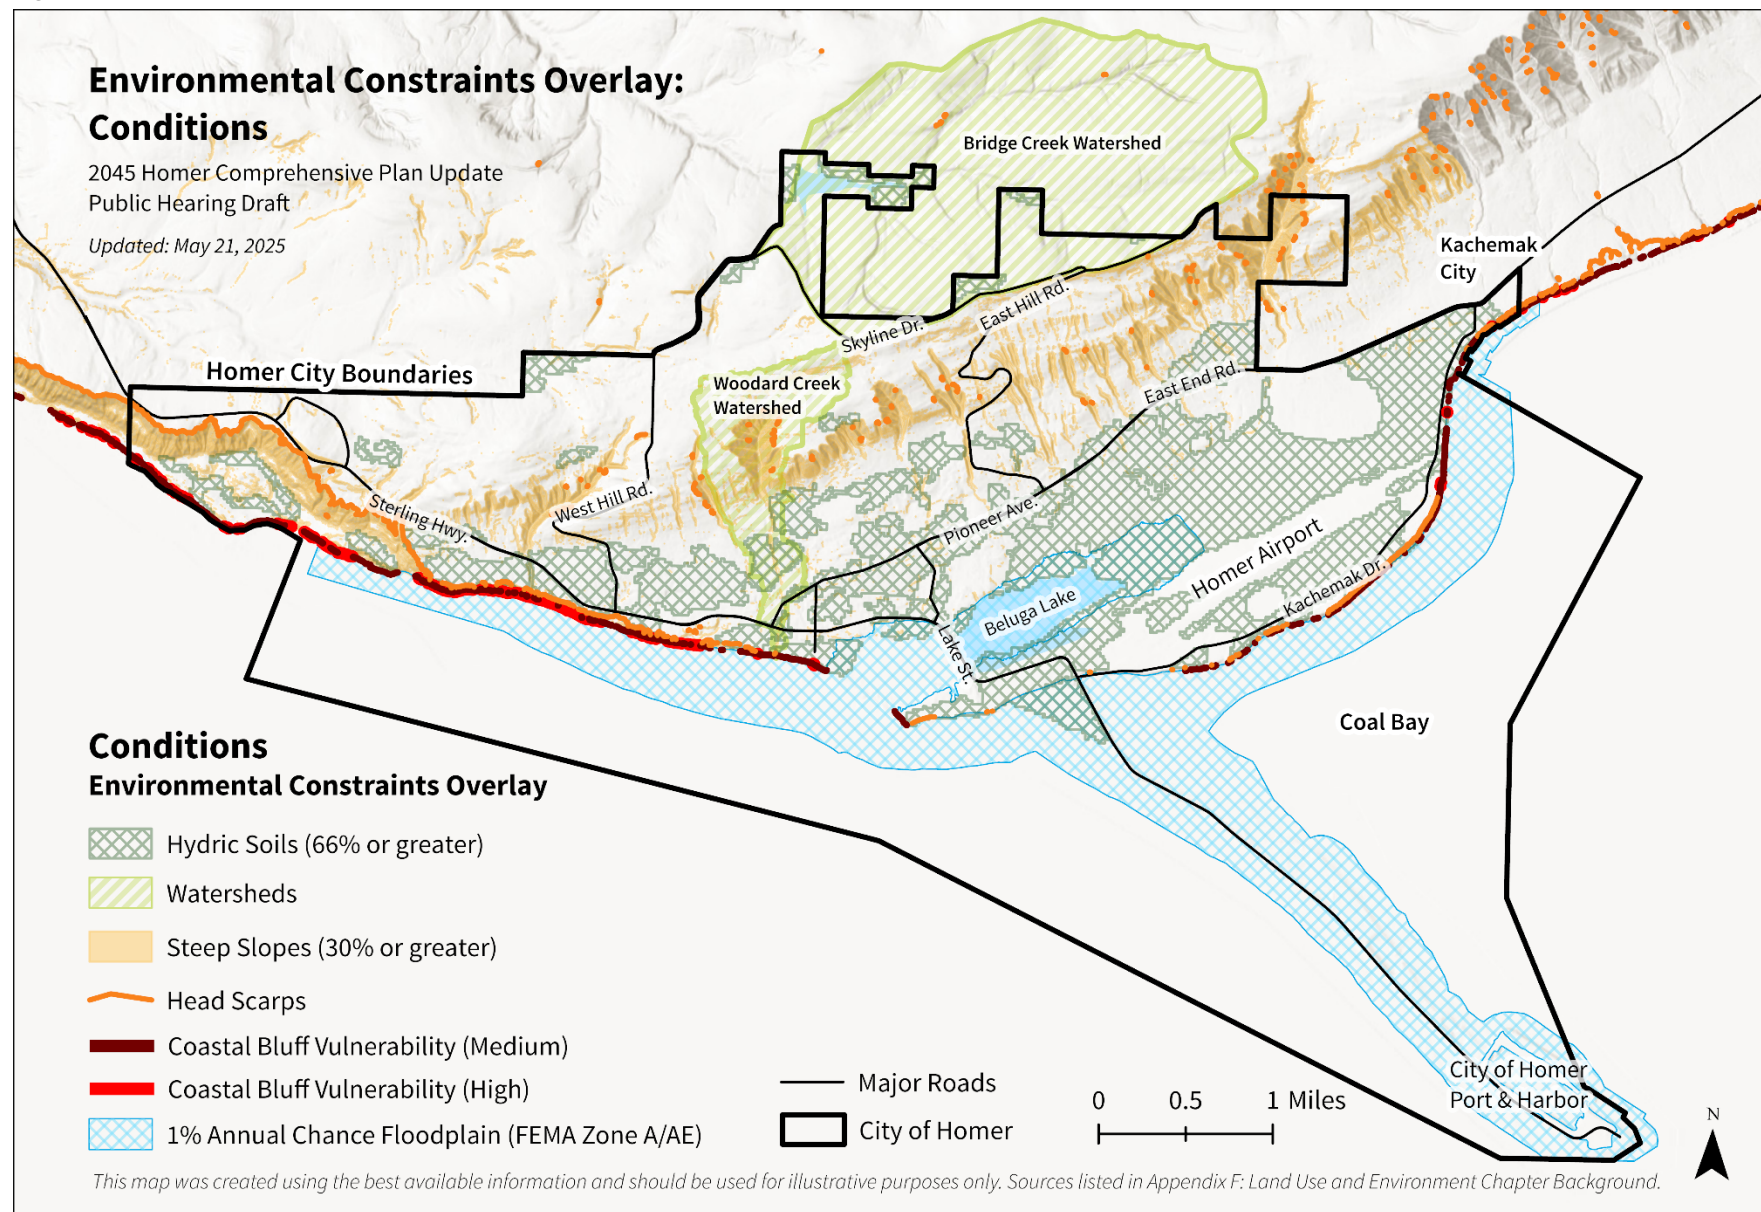 Environmental Constraints Overlay:
Conditions
2045 Homer Comprehensive Plan Update
Public Hearing Draft
Updated: May 21, 2025
Bridge Creek Watershed
Kachemak
City
Homer City Boundaries
Skyline Dr.
East Hill Rd.
Woodard Creek
Watershed
East End Rd.
Sterling Hwy.
West Hill Rd.
Pioneer Ave.
Homer Airport
Kachemak Dr.
Beluga Lake
Lake St.
Coal Bay
Conditions
Environmental Constraints Overlay
Hydric Soils (66% or greater)
Watersheds
Steep Slopes (30% or greater)
Head Scarps
Coastal Bluff Vulnerability (Medium)
Coastal Bluff Vulnerability (High)
1% Annual Chance Floodplain (FEMA Zone A/AE)
Major Roads
City of Homer
0 0.5 1 Miles
City of Homer
Port & Harbor
N
This map was created using the best available information and should be used for illustrative purposes only. Sources listed in Appendix F: Land Use and Environment Chapter Background.